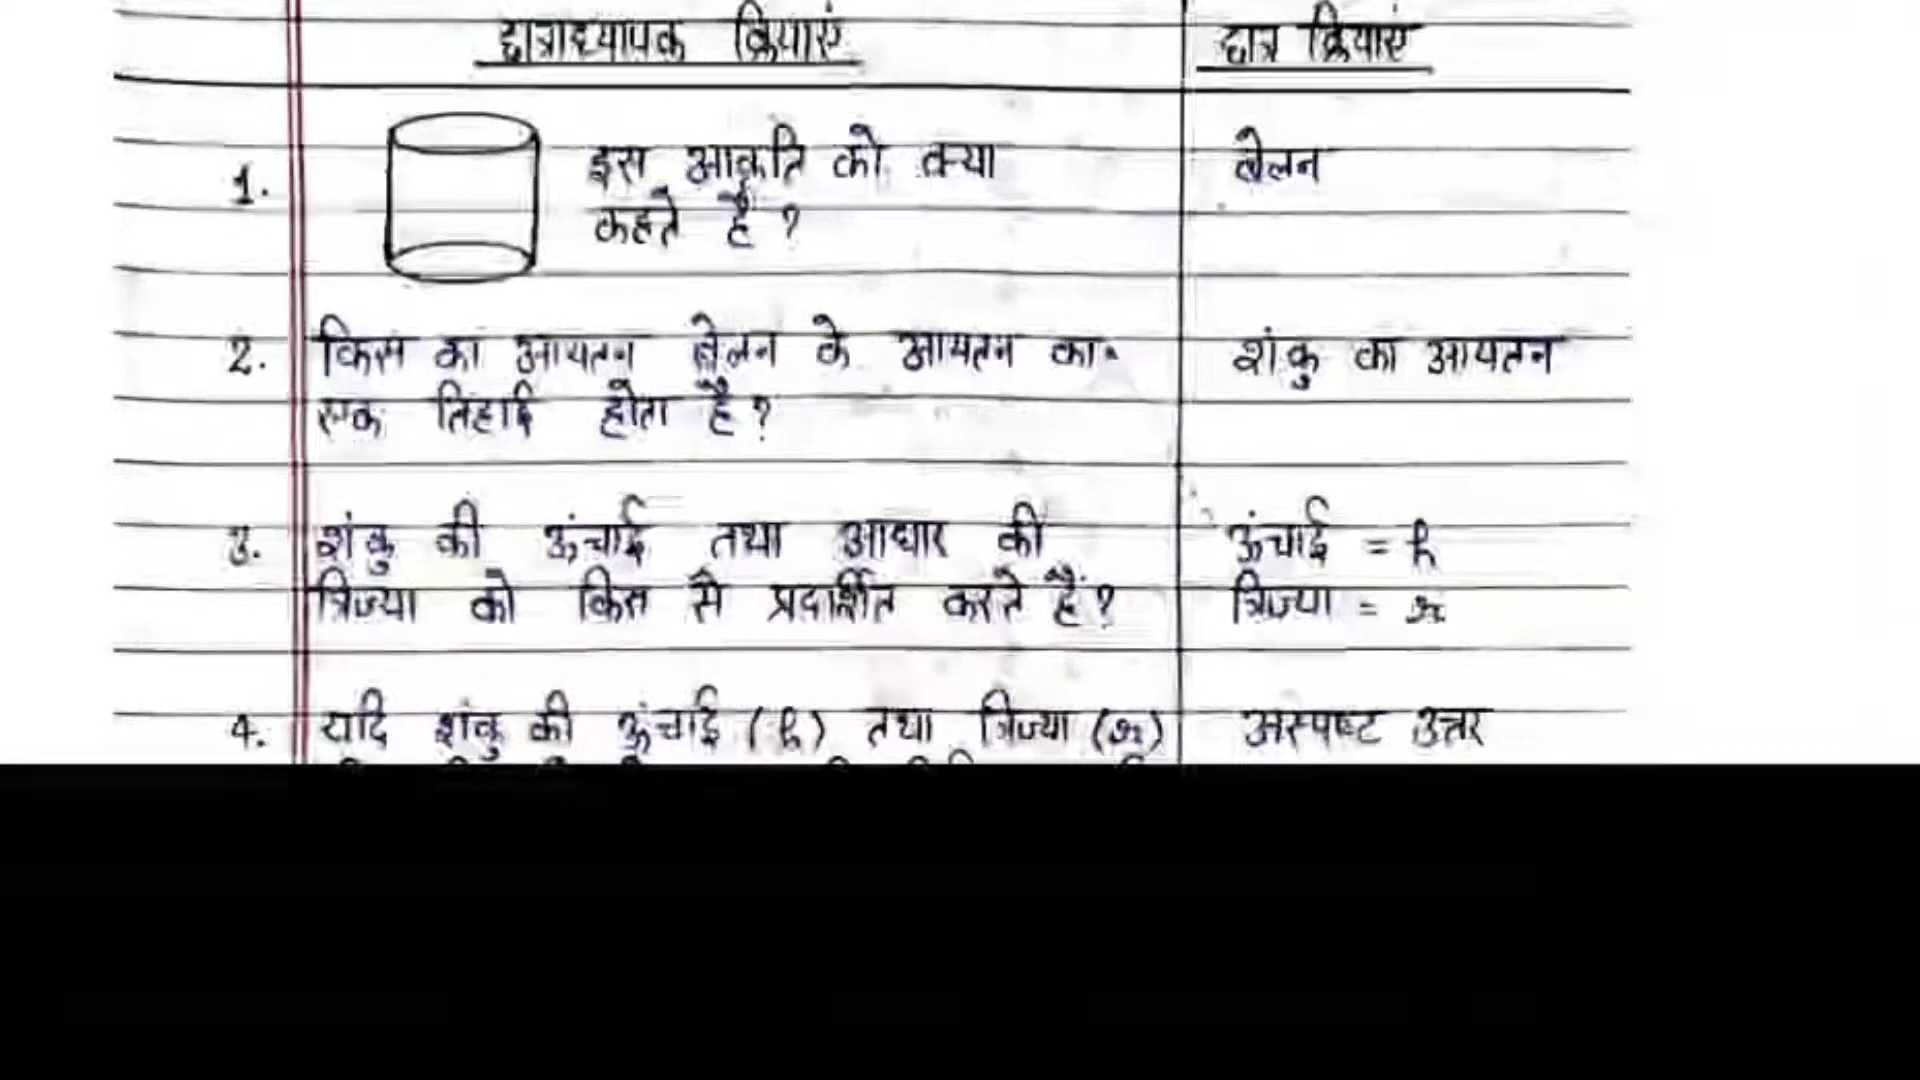 छात्राध्यापक क्रियाएं छात्र क्रियाएं
1. इस आकृति को क्या बेलन
कहते है ?
2. किस का आयतन बेलन के आयतन का शंकु का आयतन
एक तिहाई होता है ?
3. शंकु की ऊंचाई तथा आधार की ऊंचाई = h
त्रिज्या को किस से प्रदर्शित करते है ? त्रिज्या = r
4. यदि शंकु की ऊंचाई (h) तथा त्रिज्या (r) अस्पष्ट उत्तर